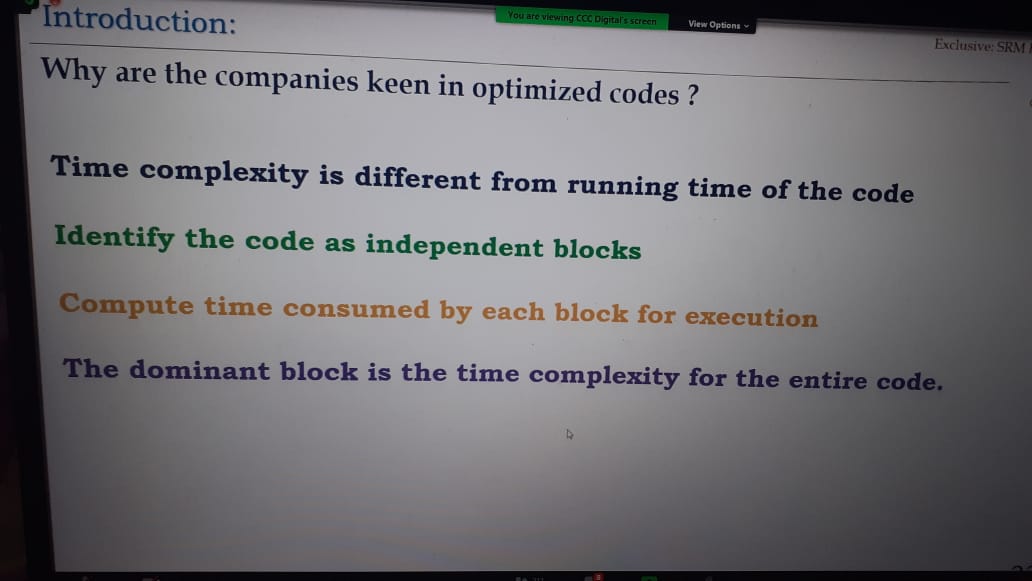 Introduction:
You are viewing CCC Digital's screen
View Options
Exclusive: SRM
Why are the companies keen in optimized codes ?
Time complexity is different from running time of the code
Identify the code as independent blocks
Compute time consumed by each block for execution
The dominant block is the time complexity for the entire code.